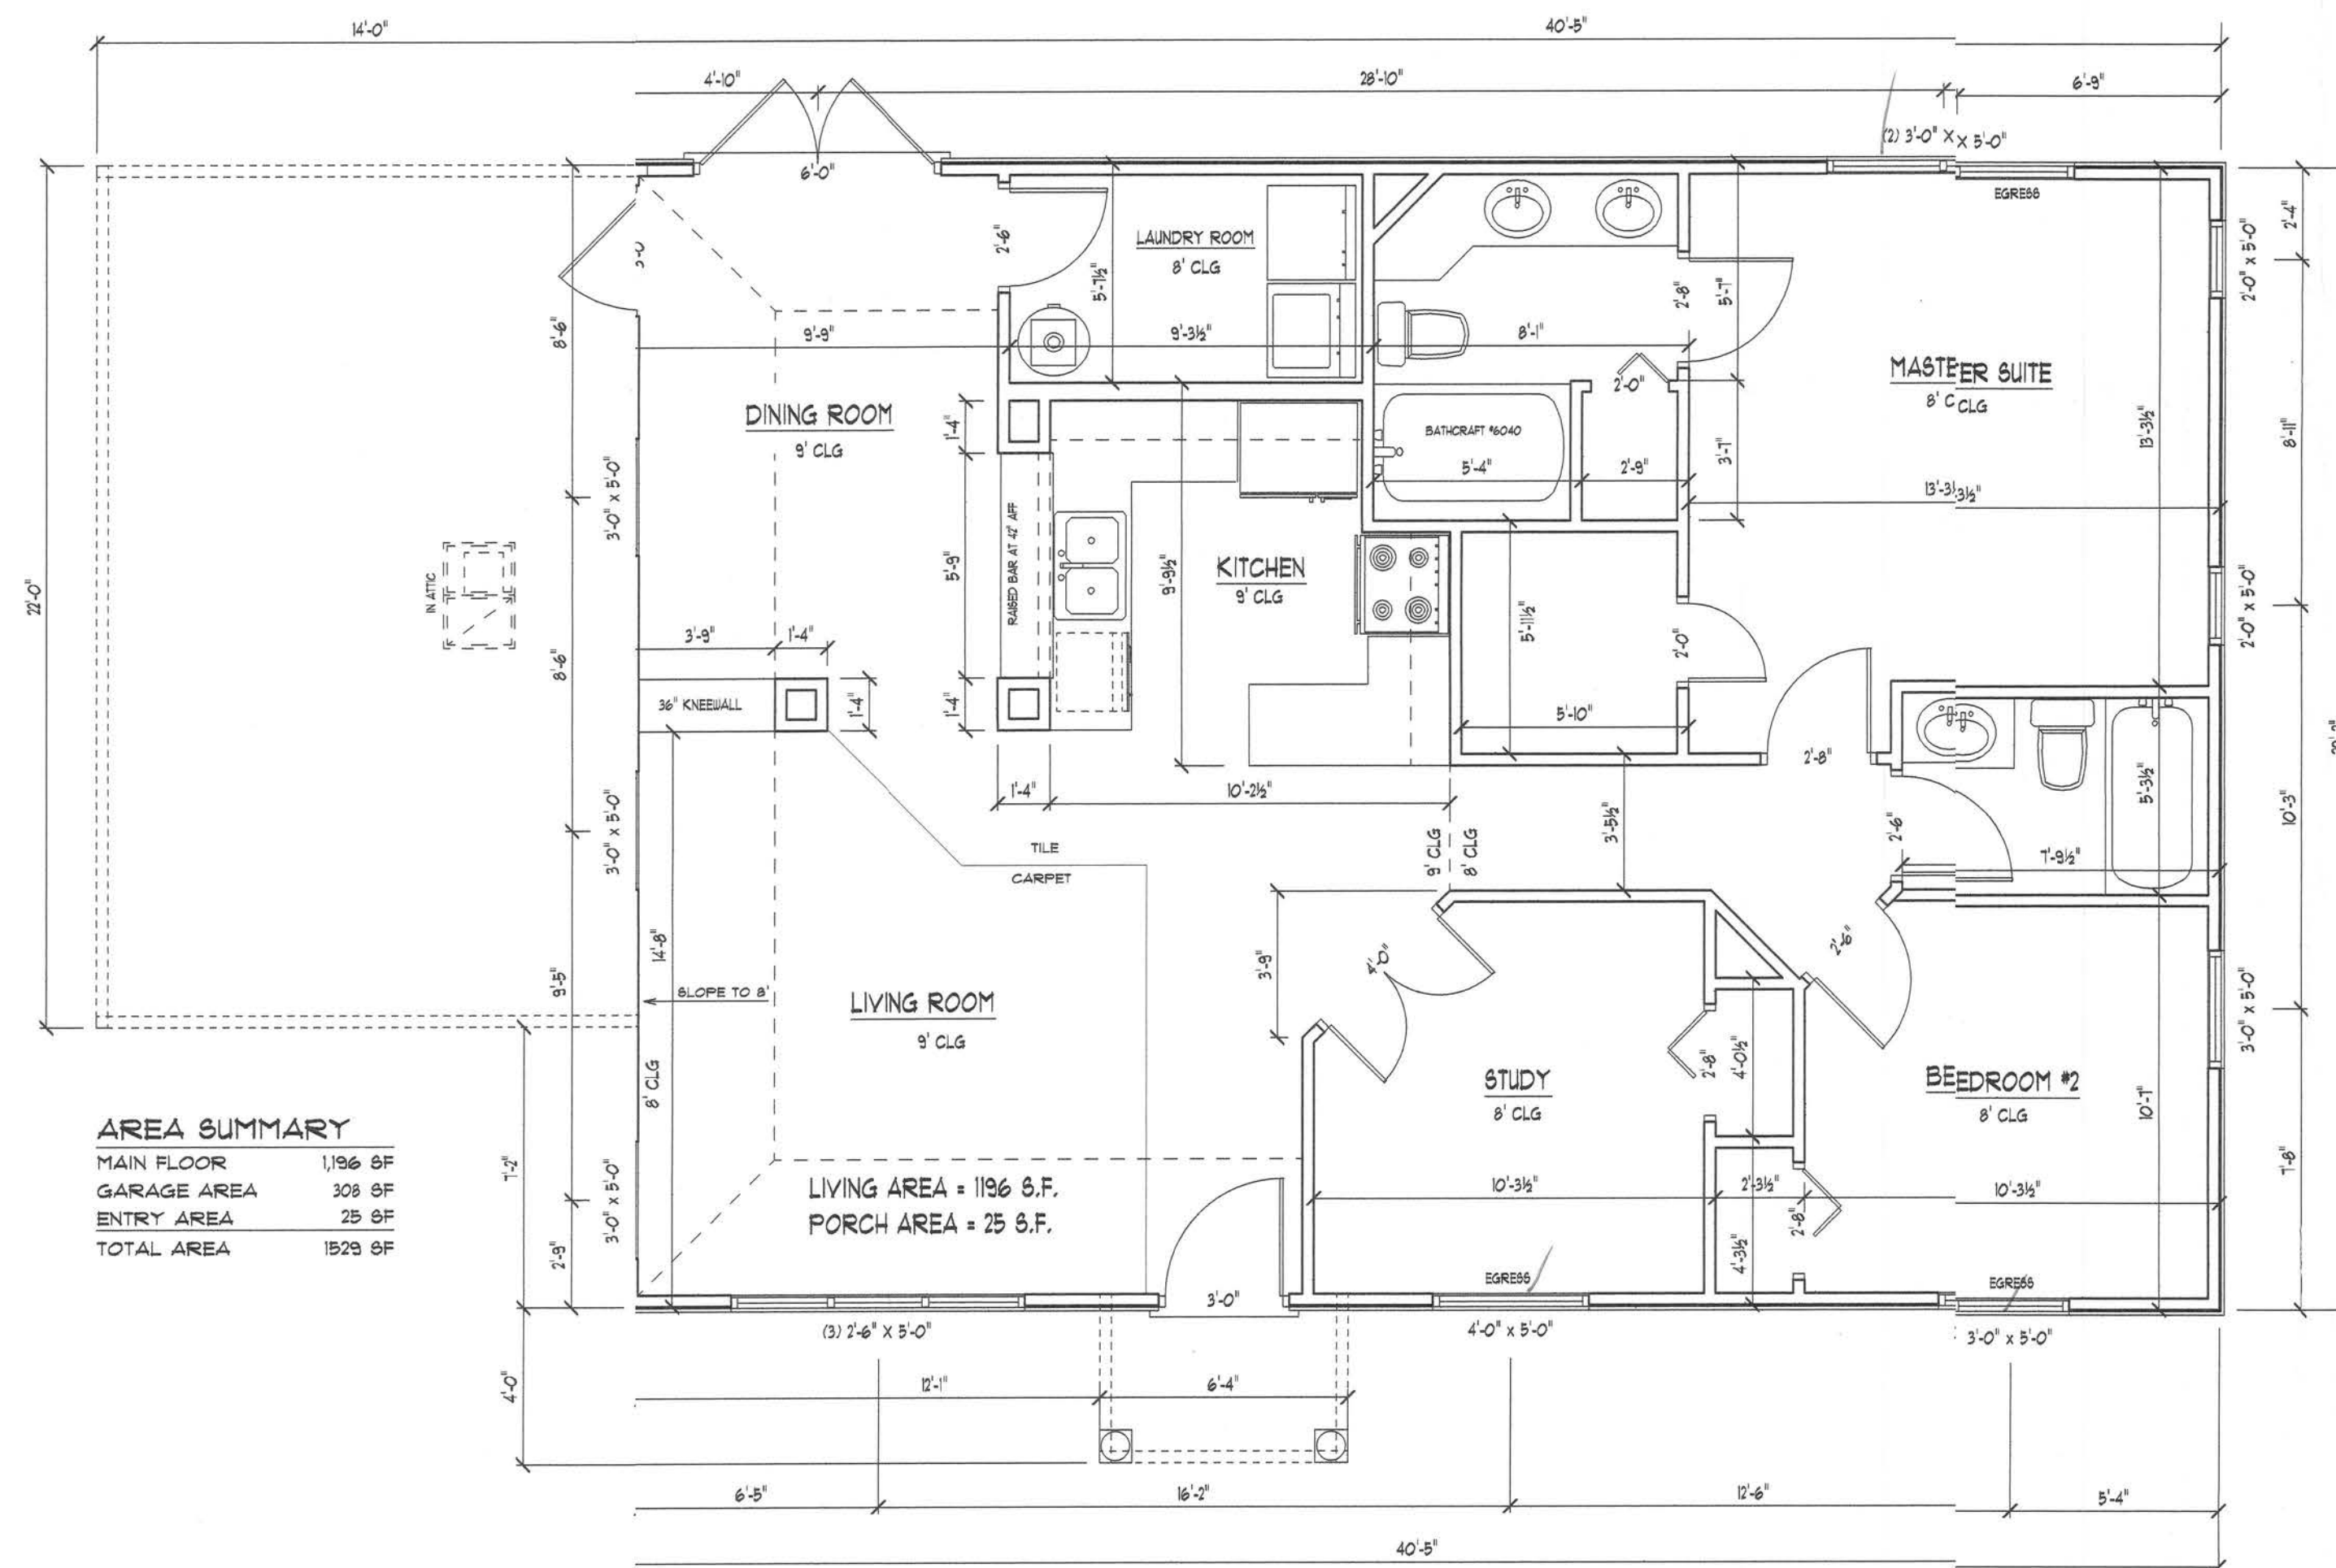 14'-0"
40'-5"
4'-10"
28'-10"
6'-9"
(2) 3'-0" X X 5'-0"
6'-0"
EGRESS
2'-4"
2'-0" X 5'-0"
2'-6"
LAUNDRY ROOM
8' CLG
5'-7½"
2'-8"
5'-7"
8'-6"
9'-9"
9'-3½"
8'-1"
MASTEER SUITE
8' CCLG
2'-0"
DINING ROOM
9' CLG
1'-4"
BATHCRAFT #6040
5'-4"
2'-9"
3'-7"
13'-3½"
8'-11"
3'-0" X 5'-0"
RAISED BAR AT 42" AFF
5'-9"
9'-9½"
KITCHEN
9' CLG
13'-3½"
22'-0"
IN ATTIC
5'-11½"
2'-0"
2'-0" X 5'-0"
8'-6"
3'-9"
1'-4"
36" KNEEWALL
1'-4"
1'-4"
5'-10"
2'-8"
1'-4"
10'-2½"
3'-0" X 5'-0"
9' CLG
8' CLG
3'-5½"
2'-6"
5'-3½"
7'-9½"
10'-3"
TILE
CARPET
14'-8"
9'-5"
3'-9"
4'-0"
2'-6"
SLOPE TO 8'
LIVING ROOM
9' CLG
3'-0" X 5'-0"
8' CLG
STUDY
8' CLG
2'-8"
4'-0½"
BEEDROOM #2
8' CLG
10'-7"
AREA SUMMARY
MAIN FLOOR 1,196 SF
GARAGE AREA 308 SF
ENTRY AREA 25 SF
TOTAL AREA 1529 SF
7'-2"
3'-0" X 5'-0"
2'-9"
LIVING AREA = 1196 S.F.
PORCH AREA = 25 S.F.
10'-3½"
2'-3½"
10'-3½"
7'-8"
2'-8"
4'-3½"
EGRESS
EGRESS
3'-0"
(3) 2'-6" X 5'-0"
4'-0" X 5'-0"
3'-0" X 5'-0"
4'-0"
12'-1"
6'-4"
6'-5"
16'-2"
12'-6"
5'-4"
40'-5"